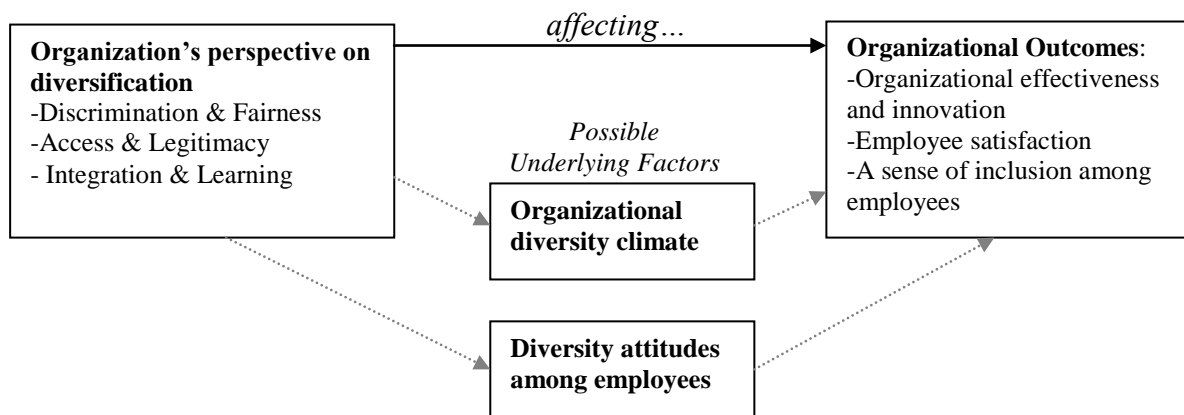 affecting…
Organization’s perspective on
diversification
-Discrimination & Fairness
-Access & Legitimacy
- Integration & Learning
Organizational Outcomes:
-Organizational effectiveness
and innovation
-Employee satisfaction
-A sense of inclusion among
employees
Possible
Underlying Factors
Organizational
diversity climate
Diversity attitudes
among employees